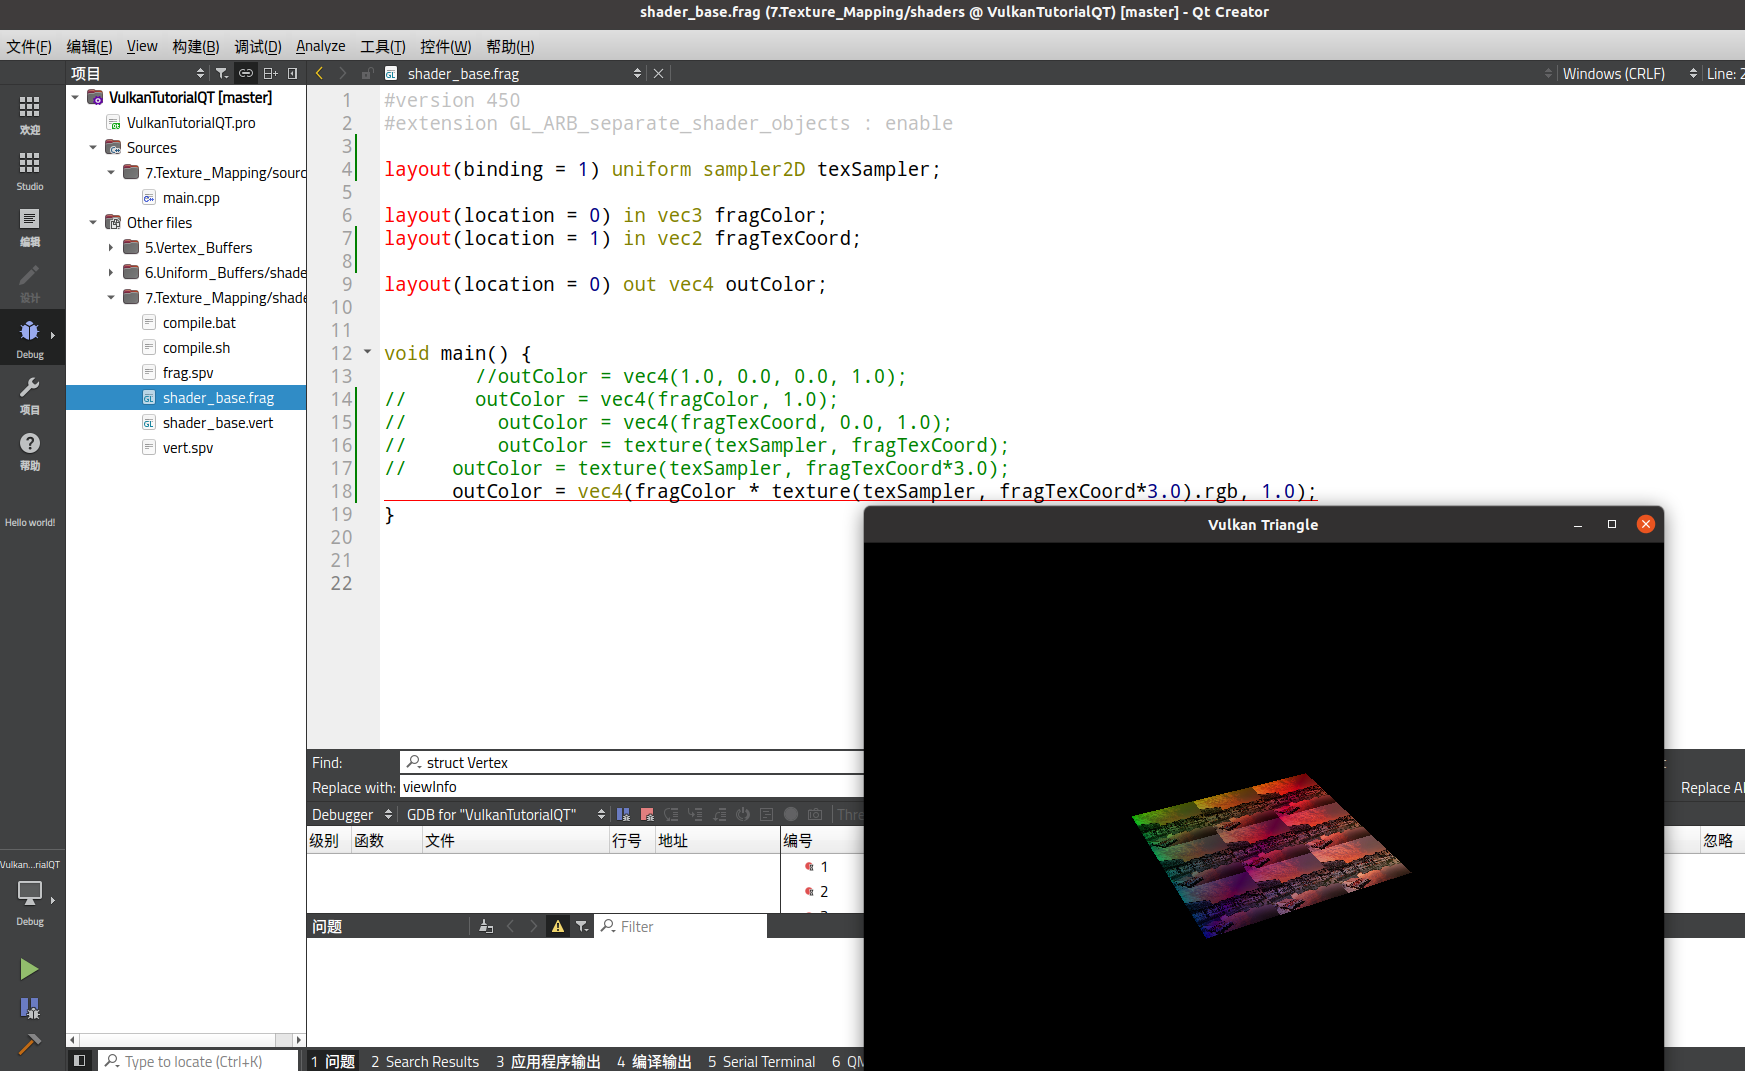 shader_base.frag (7.Texture_Mapping/shaders @ VulkanTutorialQT) [master] - Qt Creator
文件(F) 编辑(E) View 构建(B) 调试(D) Analyze 工具(T) 控件(W) 帮助(H)
项目
shader_base.frag
Windows (CRLF)
Line: 2
欢迎
Studio
编辑
设计
Debug
项目
帮助
Hello world!
Vulkan...rialQT
Debug
VulkanTutorialQT [master]
VulkanTutorialQT.pro
Sources
7.Texture_Mapping/sourc
main.cpp
Other files
5.Vertex_Buffers
6.Uniform_Buffers/shade
7.Texture_Mapping/shade
compile.bat
compile.sh
frag.spv
shader_base.frag
shader_base.vert
vert.spv
1 #version 450
2 #extension GL_ARB_separate_shader_objects : enable
3
4 layout(binding = 1) uniform sampler2D texSampler;
5
6 layout(location = 0) in vec3 fragColor;
7 layout(location = 1) in vec2 fragTexCoord;
8
9 layout(location = 0) out vec4 outColor;
10
11
12 void main() {
13 //outColor = vec4(1.0, 0.0, 0.0, 1.0);
14 // outColor = vec4(fragColor, 1.0);
15 // outColor = vec4(fragTexCoord, 0.0, 1.0);
16 // outColor = texture(texSampler, fragTexCoord);
17 // outColor = texture(texSampler, fragTexCoord*3.0);
18 outColor = vec4(fragColor * texture(texSampler, fragTexCoord*3.0).rgb, 1.0);
19 }
20
21
22
Vulkan Triangle
Find: struct Vertex
Replace with: viewInfo
Replace Al
Debugger GDB for "VulkanTutorialQT" Thre
级别 函数 文件 行号 地址 编号 忽略
1
2
问题 Filter
Type to locate (Ctrl+K)
1 问题 2 Search Results 3 应用程序输出 4 编译输出 5 Serial Terminal 6 QM